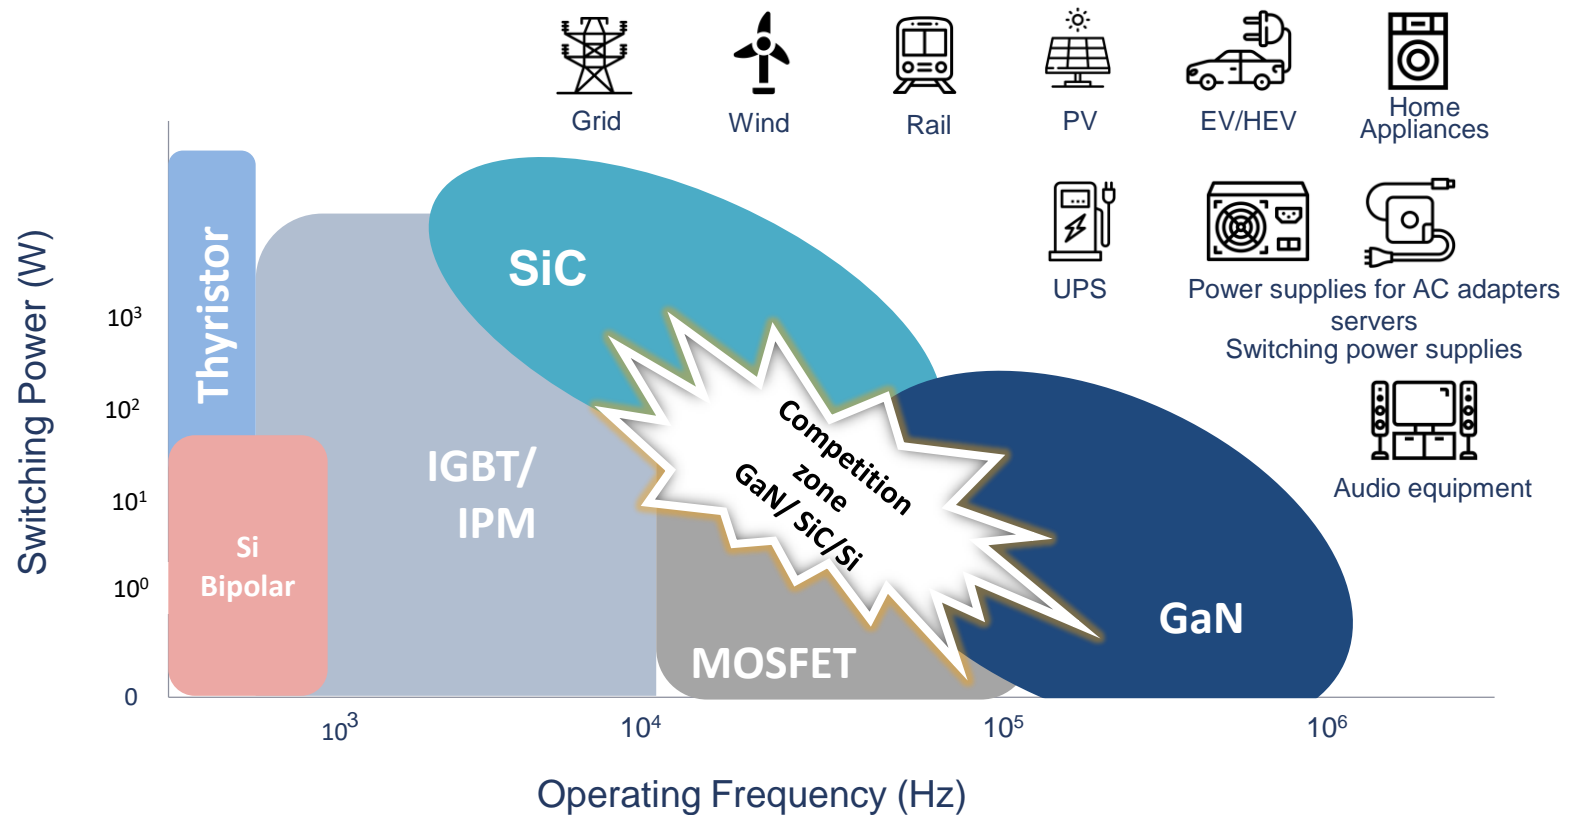 Grid
Wind
Rail
PV
EV/HEV
Home
Appliances
UPS
Power supplies for AC adapters
servers
Switching power supplies
Audio equipment
Switching Power (W)
10³
10²
10¹
10⁰
0
Thyristor
Si
Bipolar
IGBT/
IPM
SiC
Competition
zone
GaN/ SiC/Si
MOSFET
GaN
10³
10⁴
10⁵
10⁶
Operating Frequency (Hz)